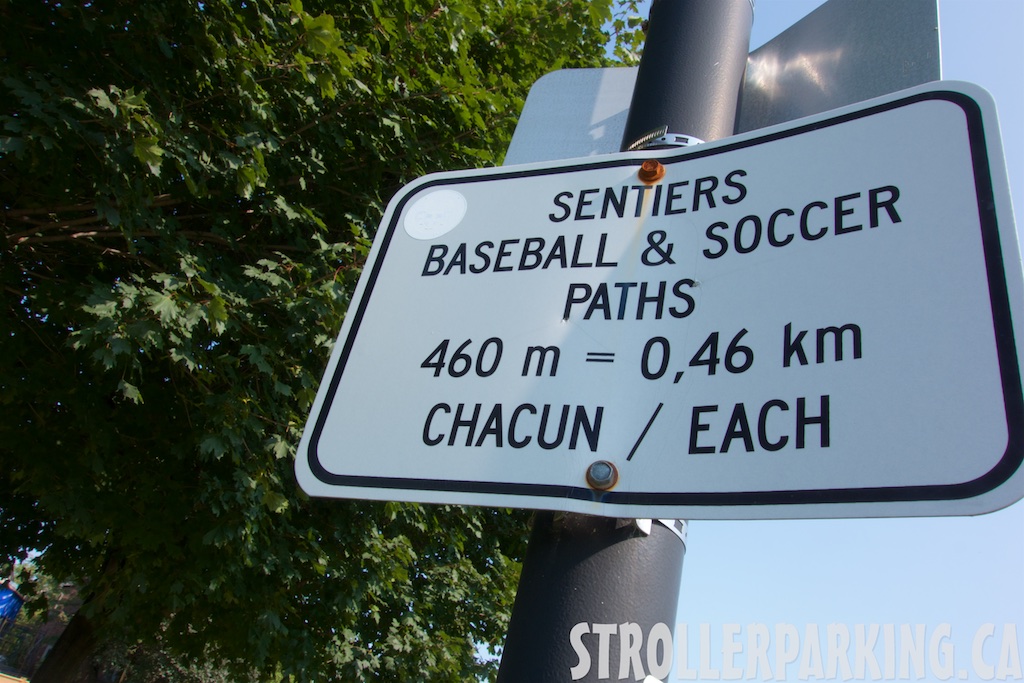 SENTIERS
BASEBALL & SOCCER
PATHS
460 m = 0,46 km
CHACUN / EACH
STROLLERPARKING.CA